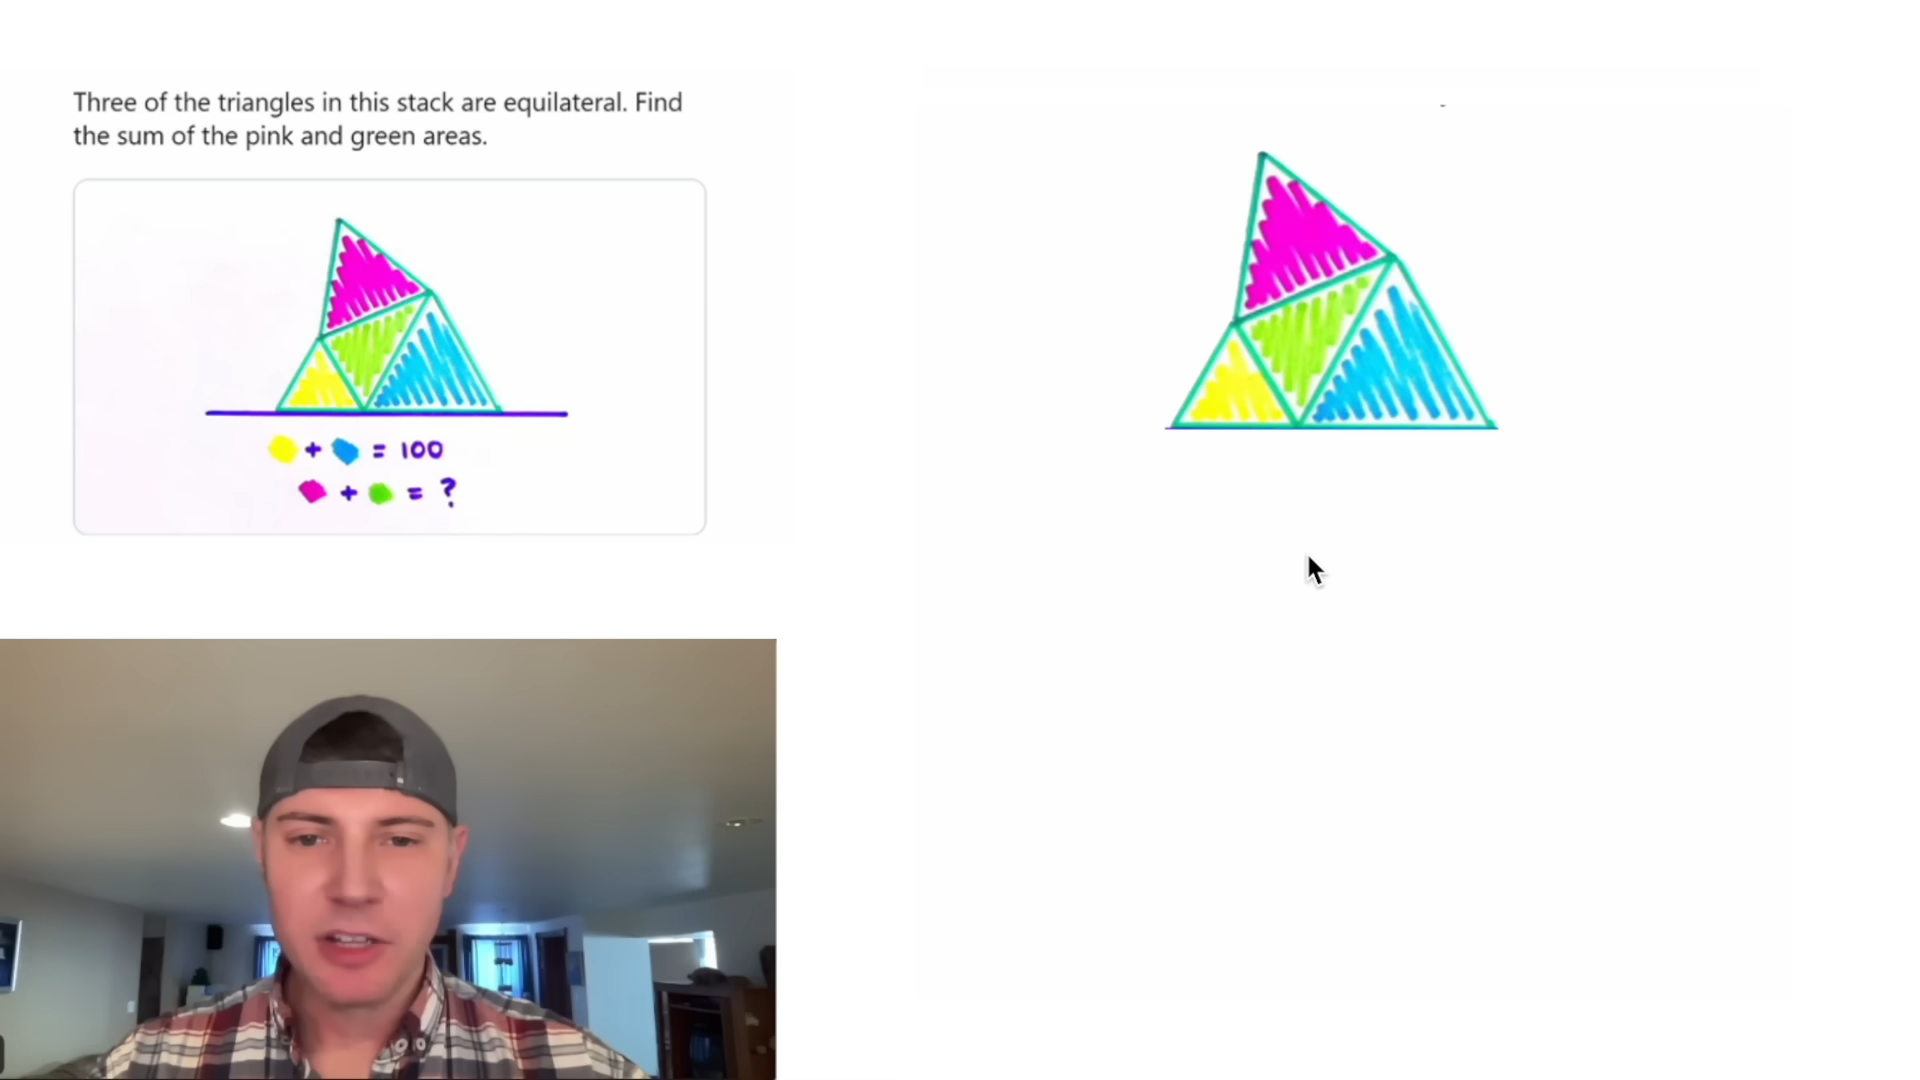 Three of the triangles in this stack are equilateral. Find
the sum of the pink and green areas.
+ = 100
+ = ?